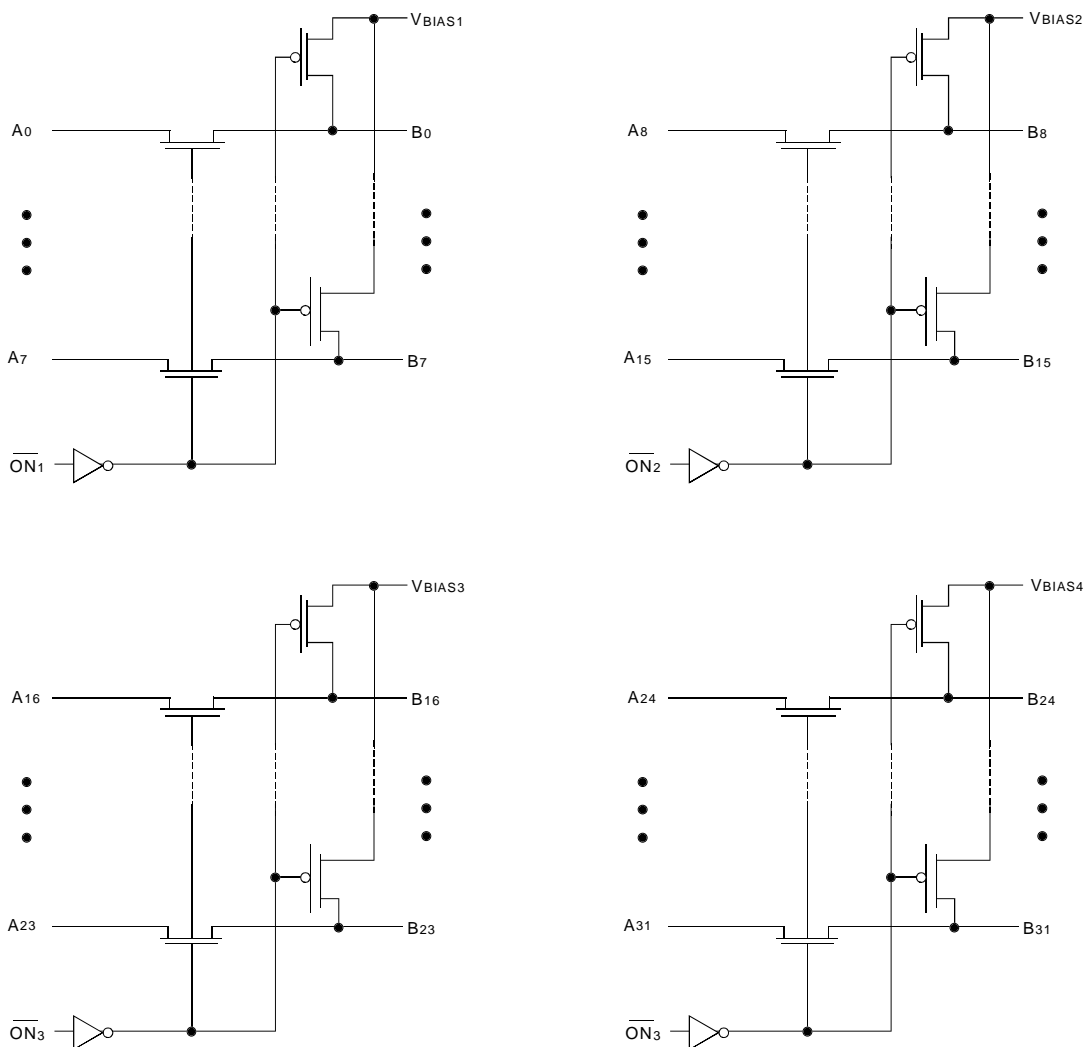 VBIAS1
A0
B0
A7
B7
ON1
VBIAS2
A8
B8
A15
B15
ON2
VBIAS3
A16
B16
A23
B23
ON3
VBIAS4
A24
B24
A31
B31
ON3